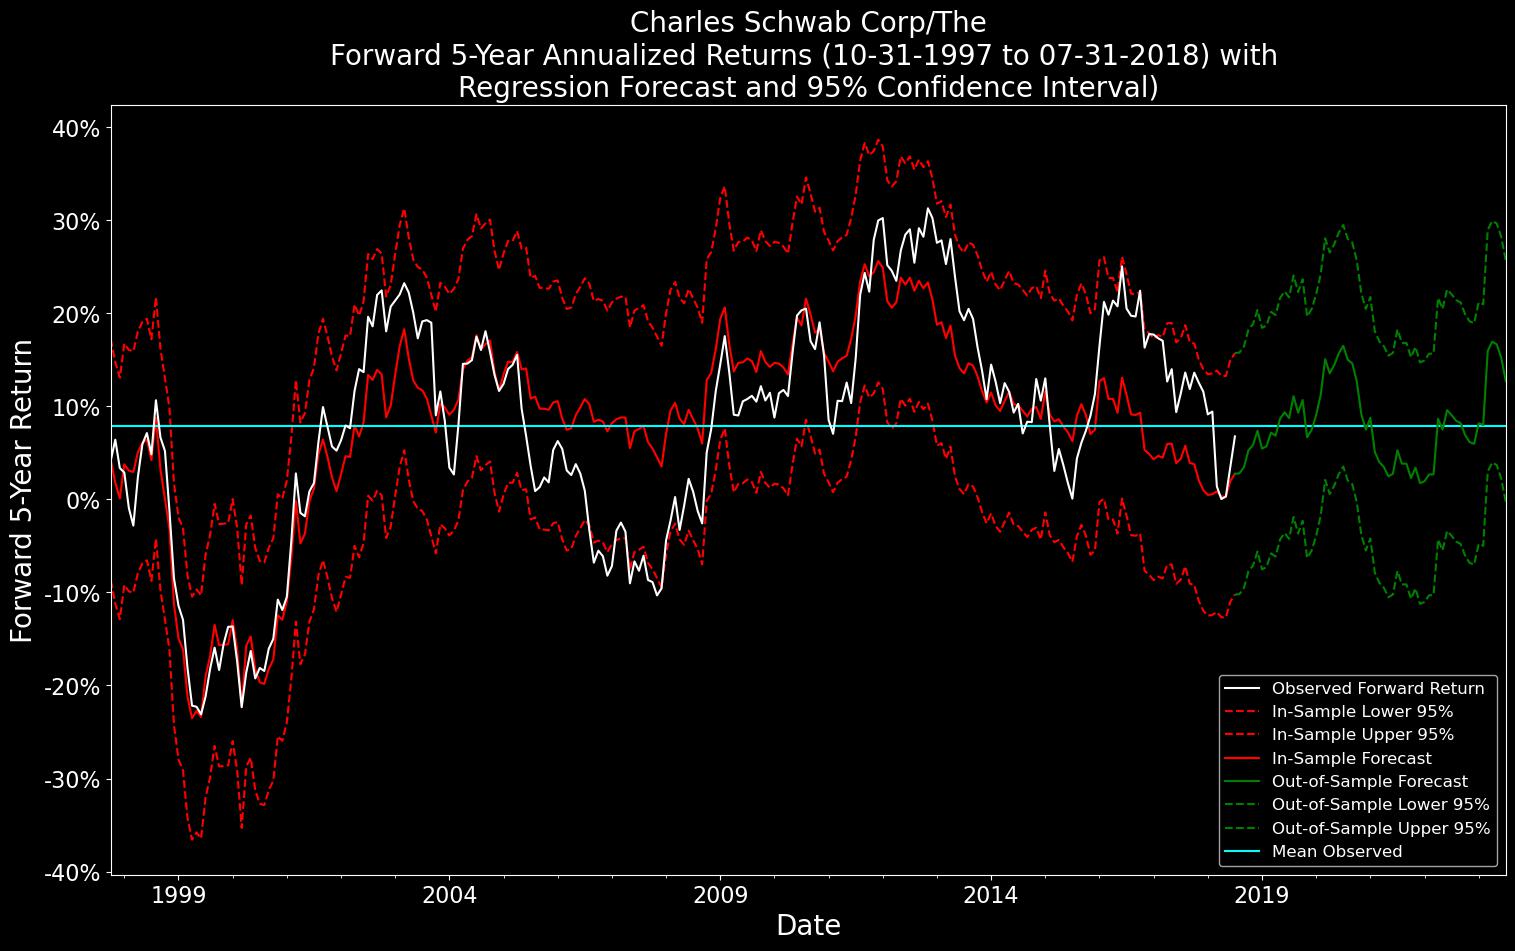 Charles Schwab Corp/The
Forward 5-Year Annualized Returns (10-31-1997 to 07-31-2018) with
Regression Forecast and 95% Confidence Interval)
Forward 5-Year Return
40%
30%
20%
10%
0%
-10%
-20%
-30%
-40%
Observed Forward Return
In-Sample Lower 95%
In-Sample Upper 95%
In-Sample Forecast
Out-of-Sample Forecast
Out-of-Sample Lower 95%
Out-of-Sample Upper 95%
Mean Observed
1999
2004
2009
2014
2019
Date